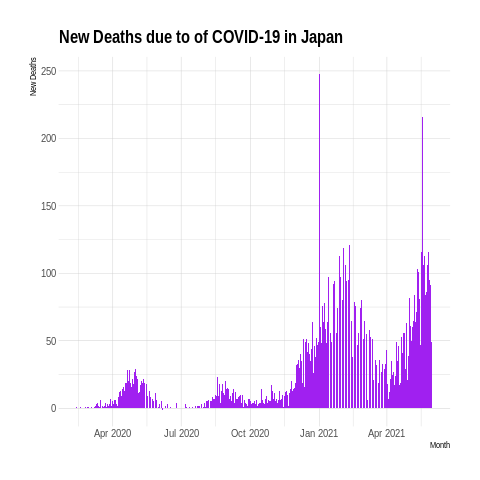 New Deaths due to of COVID-19 in Japan
New Deaths
250
200
150
100
50
0
Apr 2020 Jul 2020 Oct 2020 Jan 2021 Apr 2021
Month